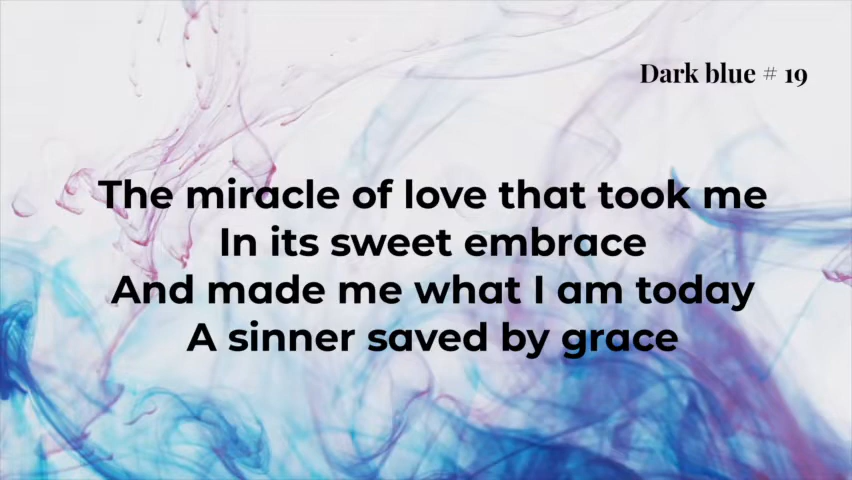 Dark blue # 19
The miracle of love that took me
In its sweet embrace
And made me what I am today
A sinner saved by grace